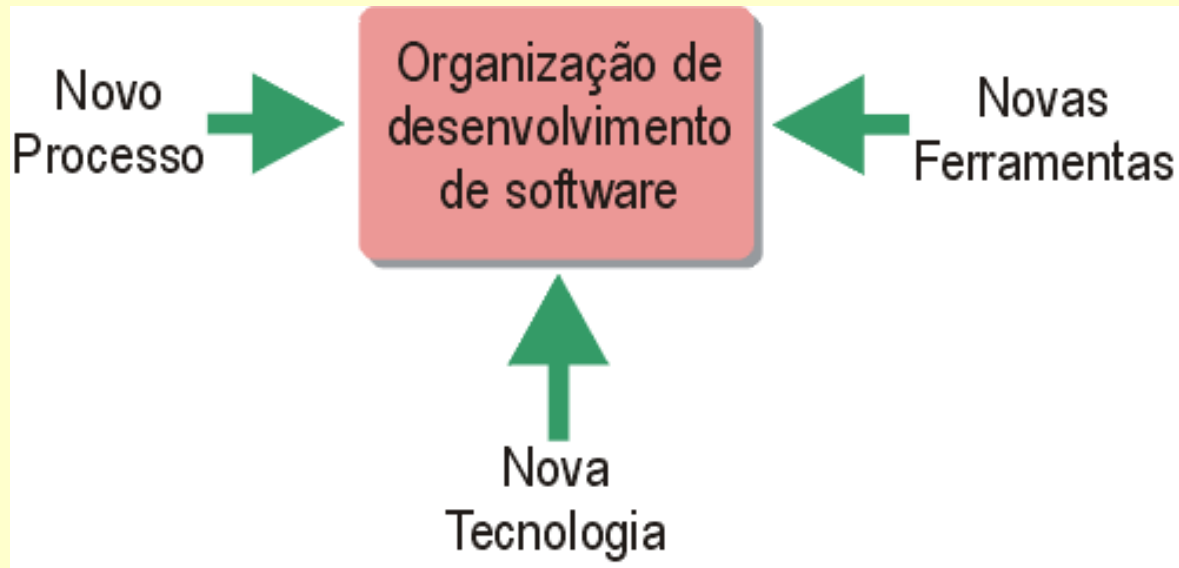 Organização de
desenvolvimento
de software
Novo
Processo
Novas
Ferramentas
Nova
Tecnologia